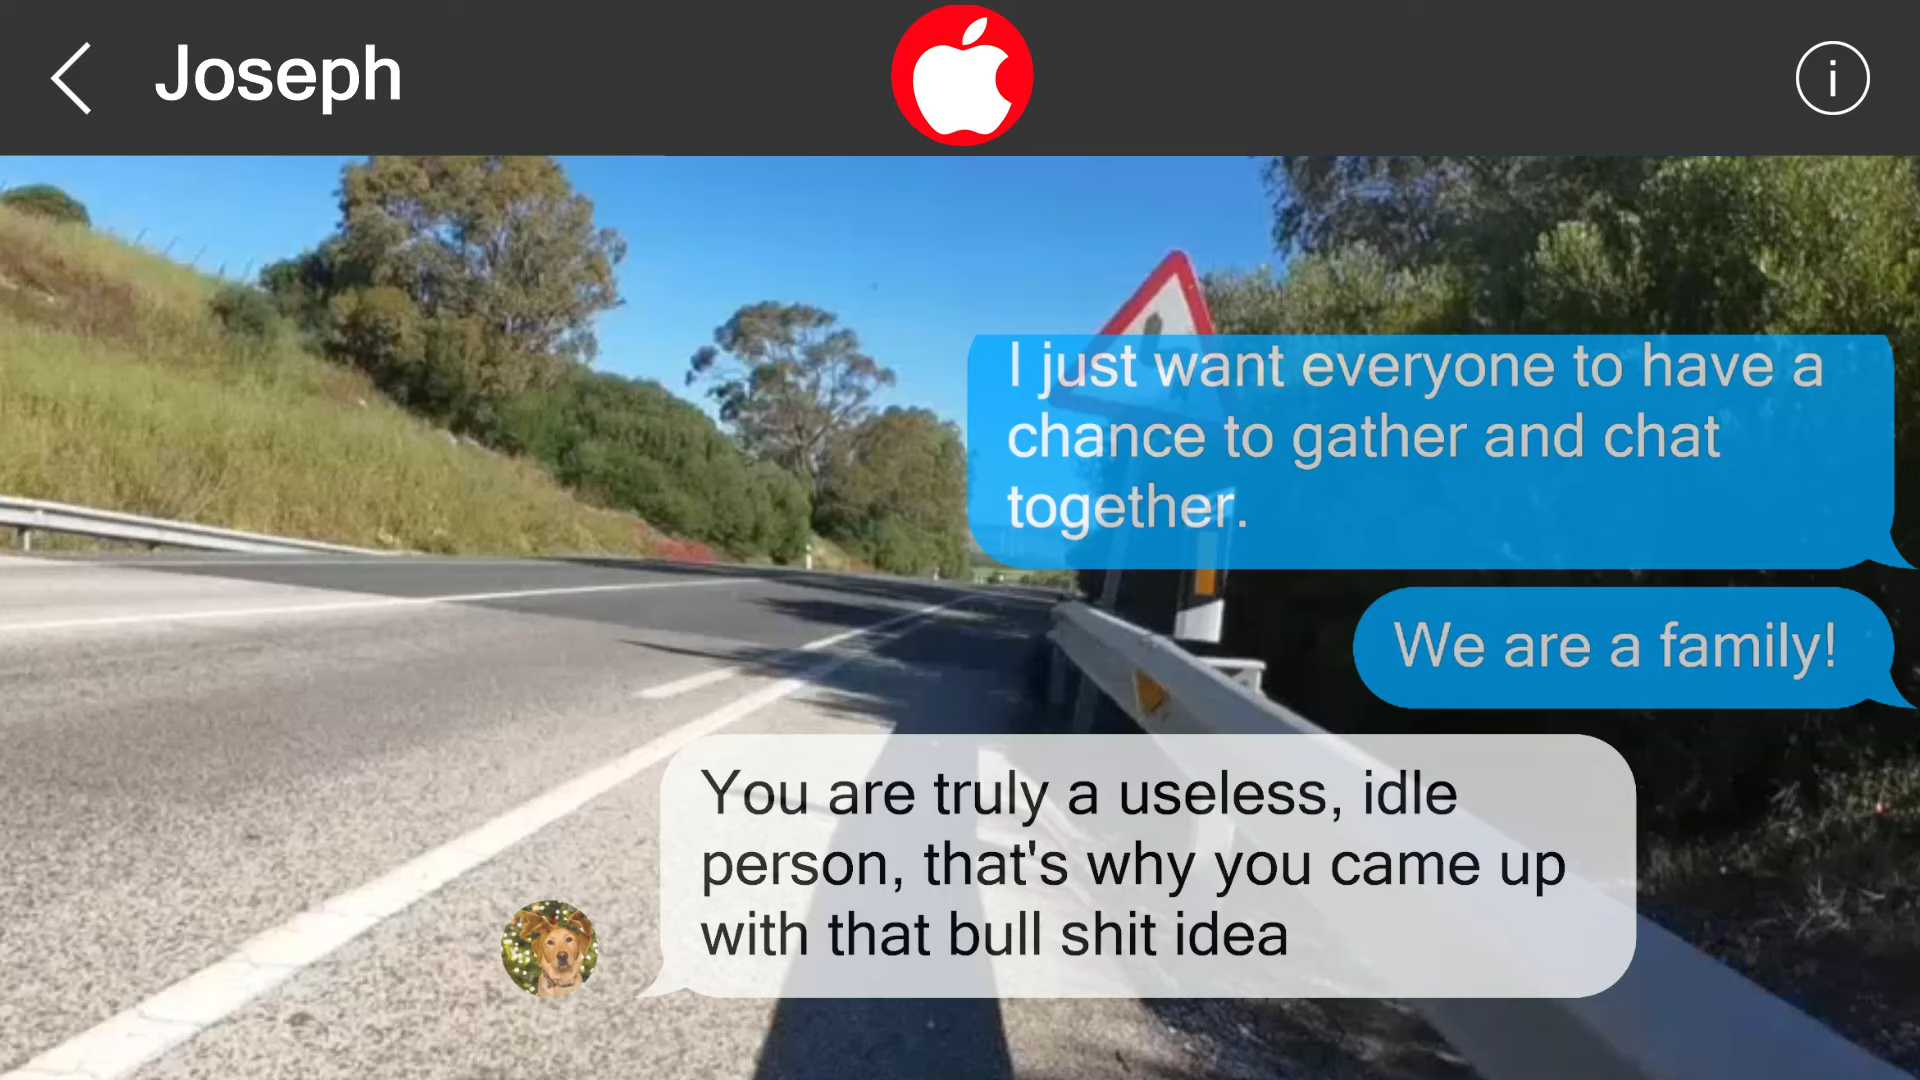 Joseph
i
I just want everyone to have a
chance to gather and chat
together.
We are a family!
You are truly a useless, idle
person, that's why you came up
with that bull shit idea